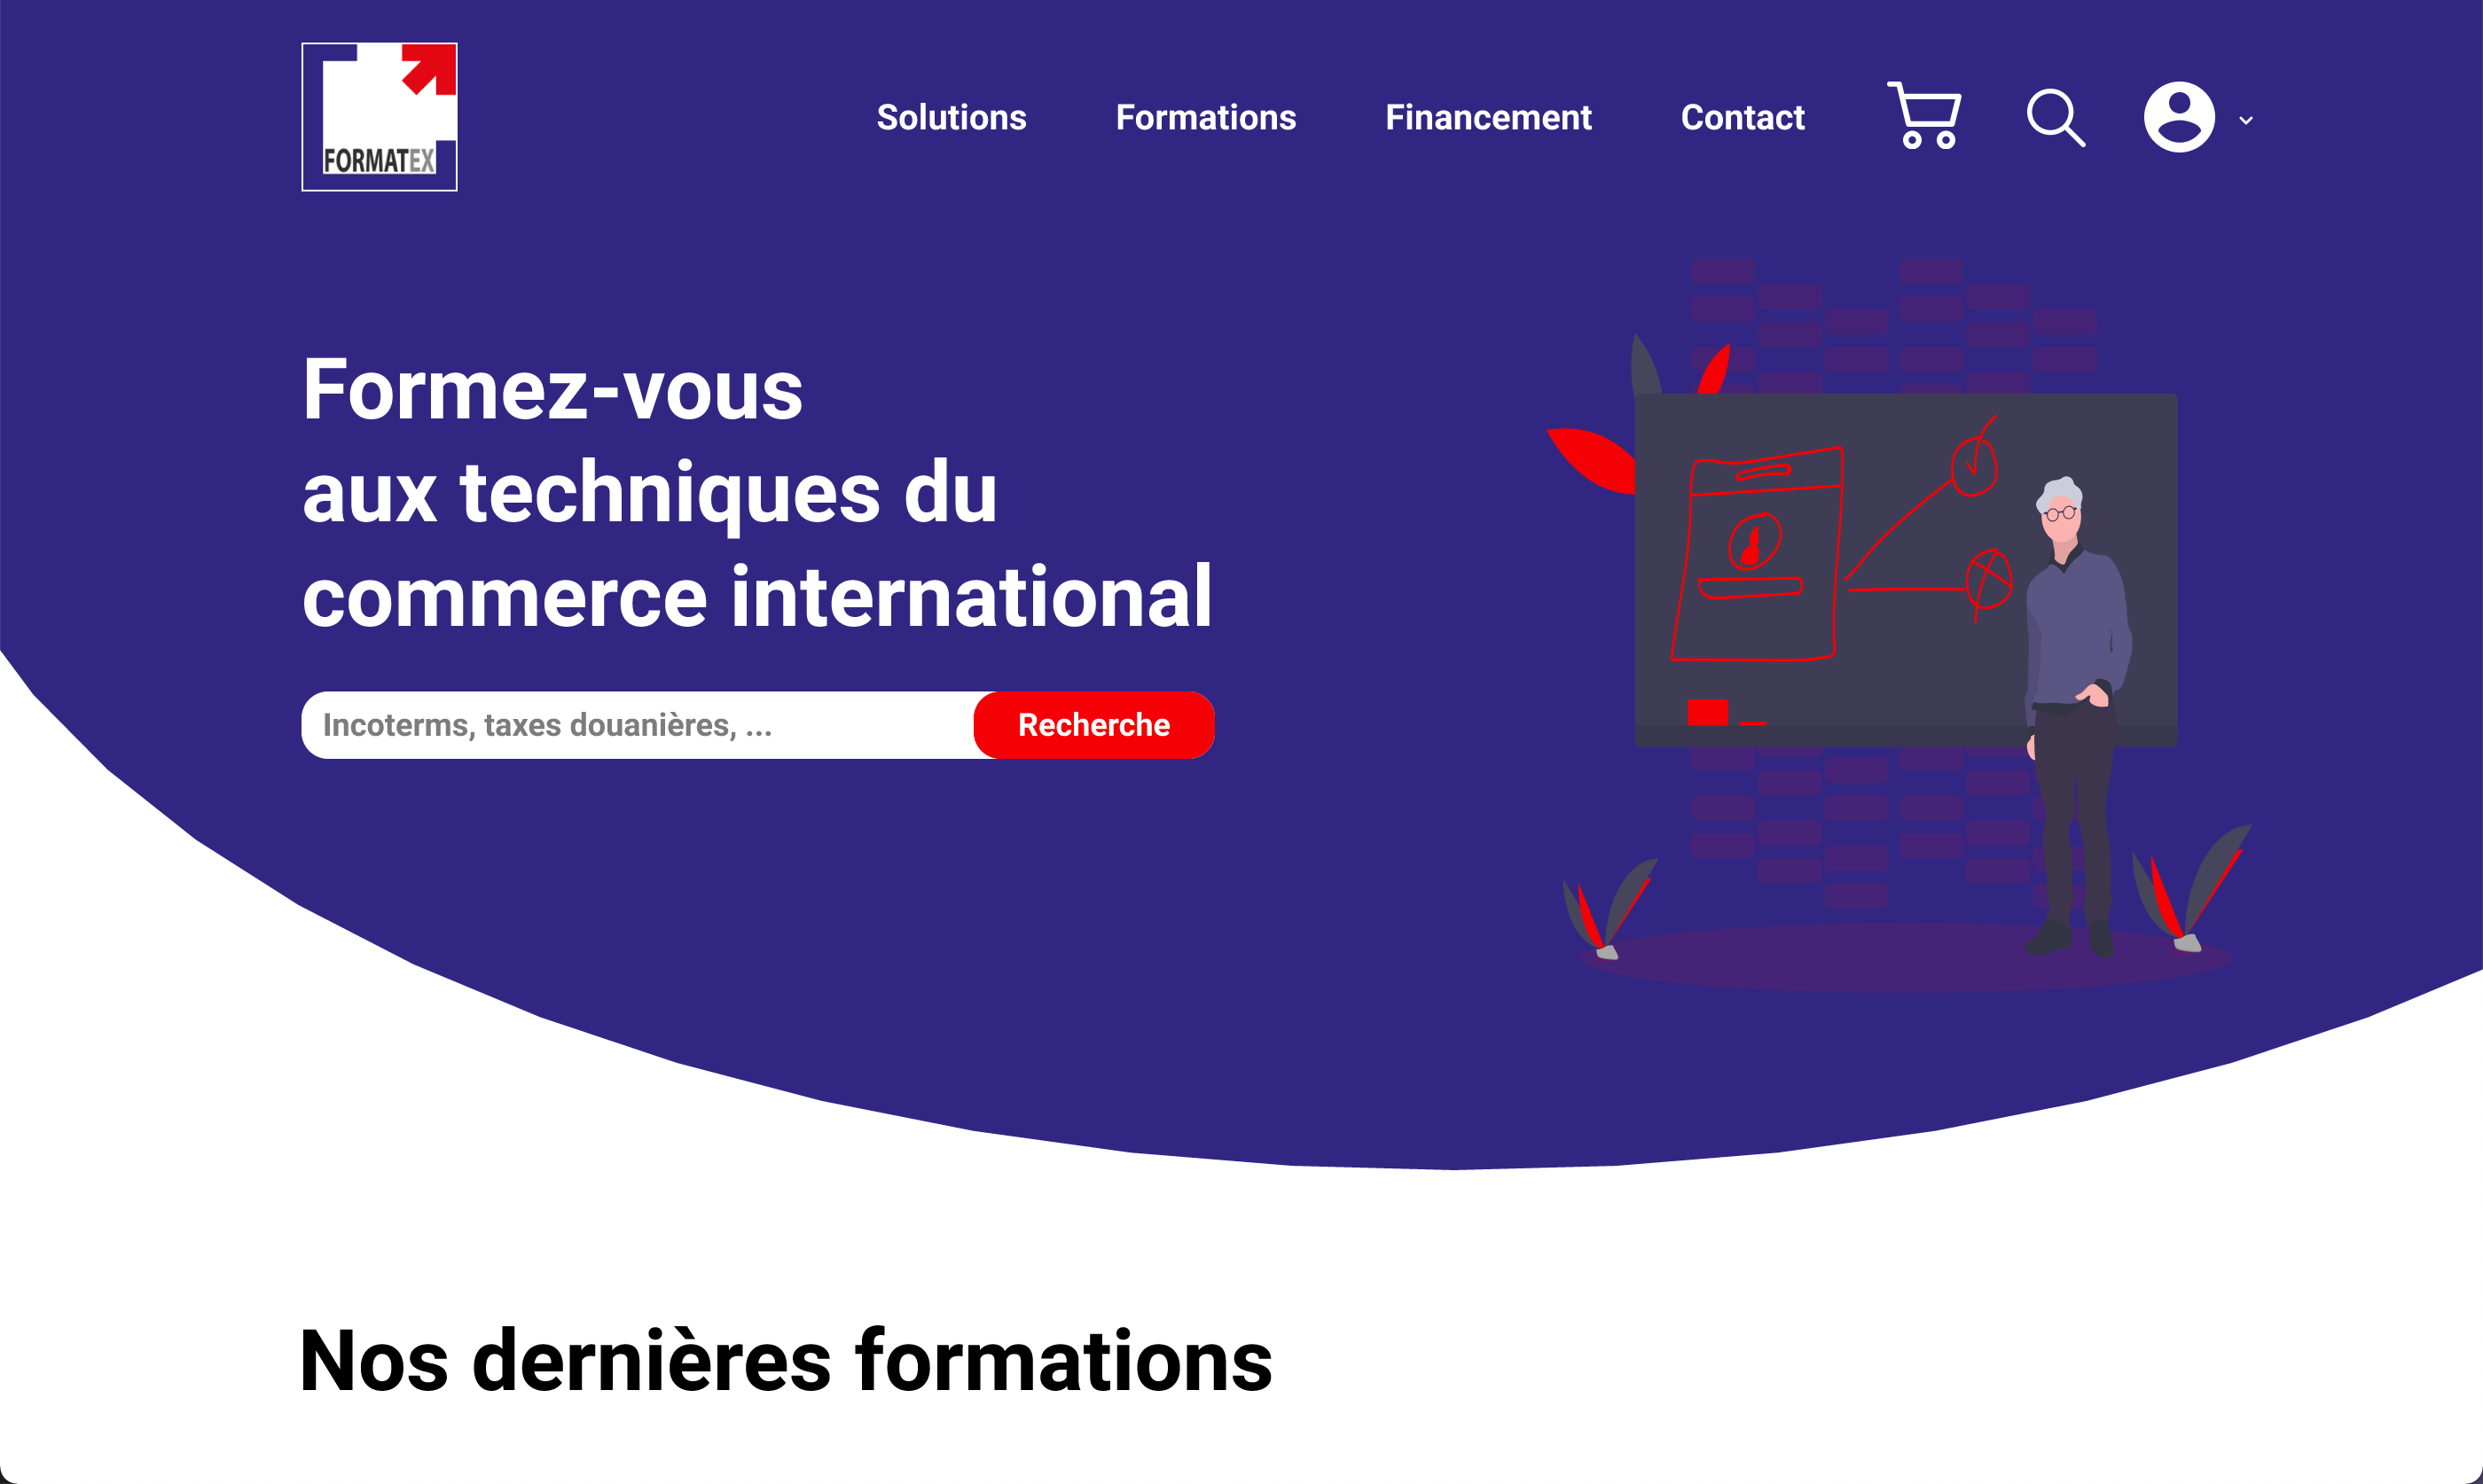 FORMATEX
Solutions
Formations
Financement
Contact
Formez-vous
aux techniques du
commerce international
Incoterms, taxes douanières, ...
Recherche
Nos dernières formations